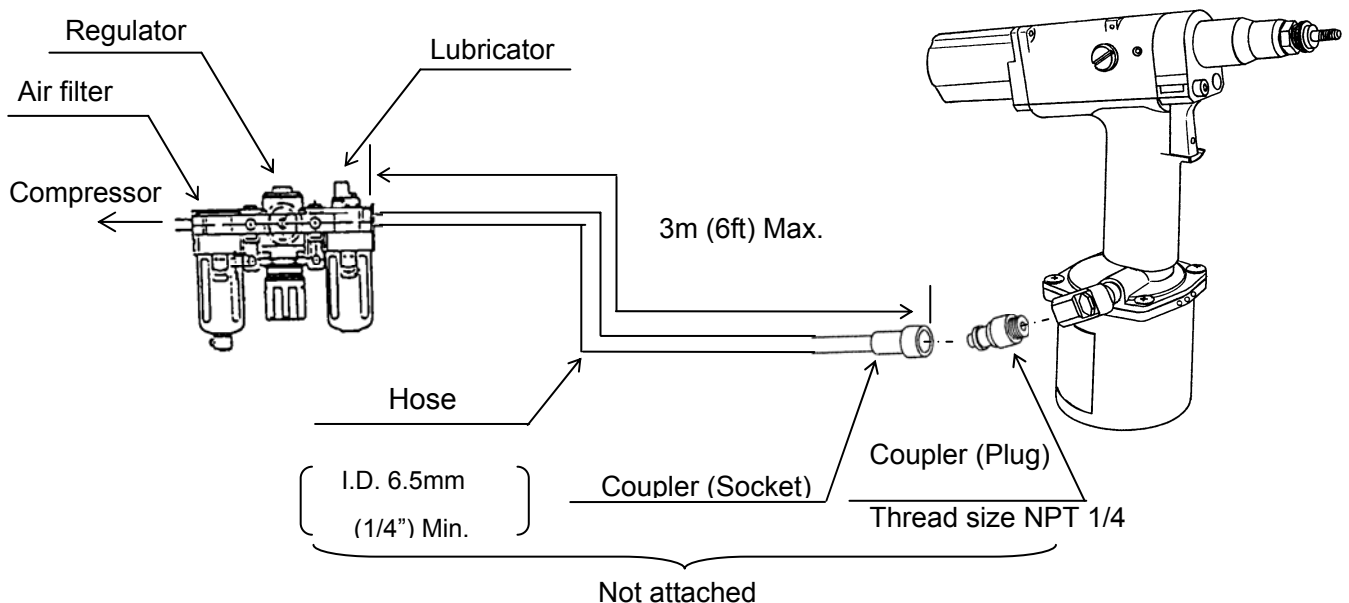 Regulator
Lubricator
Air filter
Compressor
3m (6ft) Max.
Hose
I.D. 6.5mm
(1/4”) Min.
Coupler (Socket)
Coupler (Plug)
Thread size NPT 1/4
Not attached